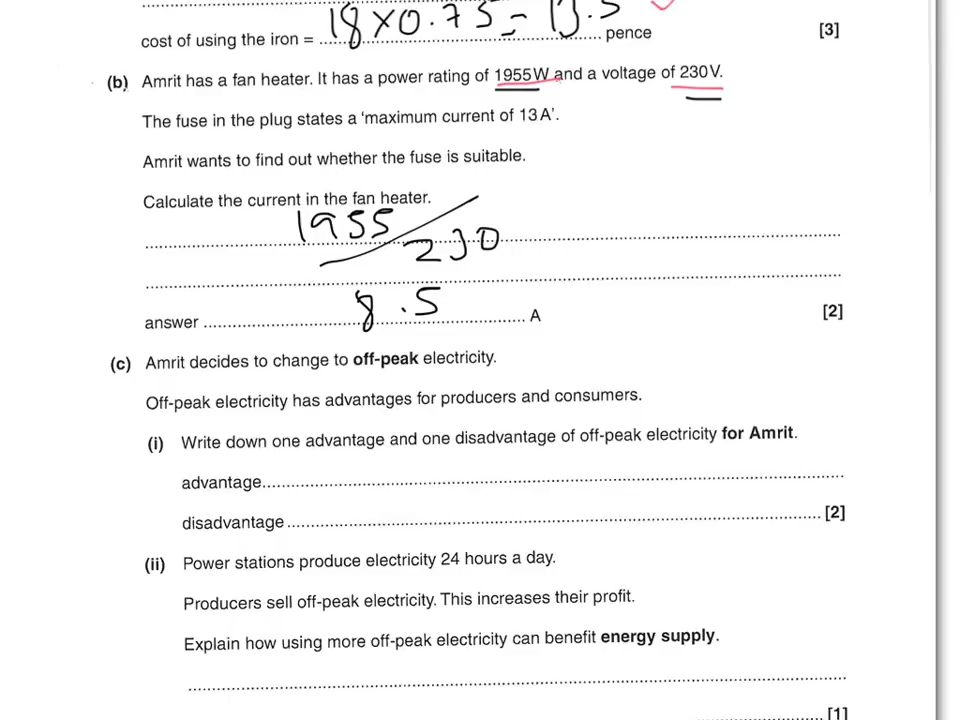 cost of using the iron = 18 × 0.75 = 13.5 pence [3]
(b) Amrit has a fan heater. It has a power rating of 1955 W and a voltage of 230 V.
The fuse in the plug states a ‘maximum current of 13 A’.
Amrit wants to find out whether the fuse is suitable.
Calculate the current in the fan heater.
1955/230
answer 8.5 A [2]
(c) Amrit decides to change to off-peak electricity.
Off-peak electricity has advantages for producers and consumers.
(i) Write down one advantage and one disadvantage of off-peak electricity for Amrit.
advantage
disadvantage [2]
(ii) Power stations produce electricity 24 hours a day.
Producers sell off-peak electricity. This increases their profit.
Explain how using more off-peak electricity can benefit energy supply.
[1]